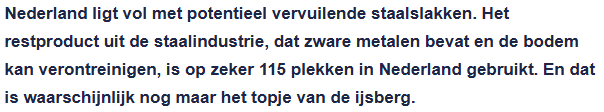 Nederland ligt vol met potentieel vervuilende staalslakken. Het
restproduct uit de staalindustrie, dat zware metalen bevat en de bodem
kan verontreinigen, is op zeker 115 plekken in Nederland gebruikt. En dat
is waarschijnlijk nog maar het topje van de ijsberg.